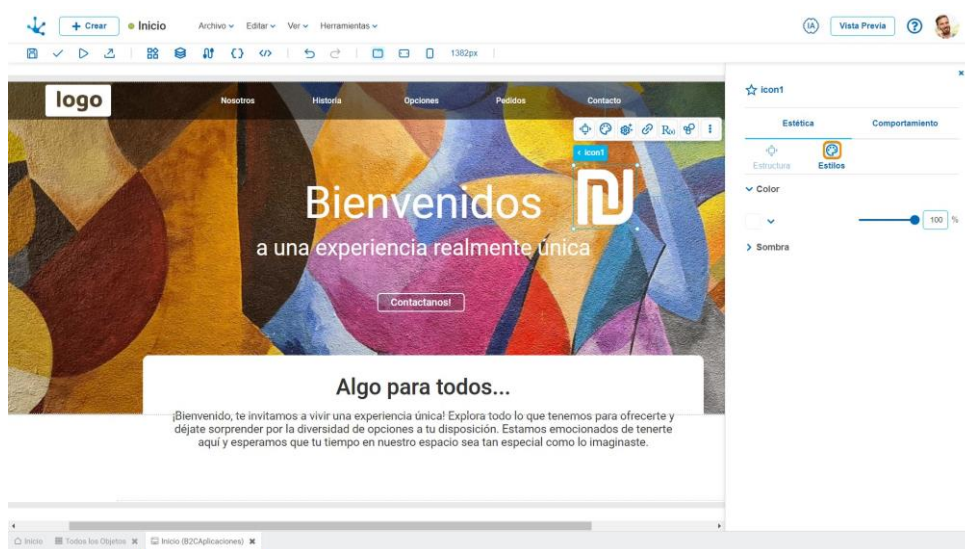 + Crear Inicio Archivo Editar Ver Herramientas IA Vista Previa ?
1382px
logo Nosotros Historia Opciones Pedidos Contacto
icon1
Bienvenidos
a una experiencia realmente única
Contactanos!
Algo para todos...
¡Bienvenido, te invitamos a vivir una experiencia única! Explora todo lo que tenemos para ofrecerte y
déjate sorprender por la diversidad de opciones a tu disposición. Estamos emocionados de tenerte
aquí y esperamos que tu tiempo en nuestro espacio sea tan especial como lo imaginaste.
icon1
Estética Comportamiento
Estructura Estilos
Color
100 %
Sombra
Inicio Todos los Objetos Inicio (B2CAplicaciones)